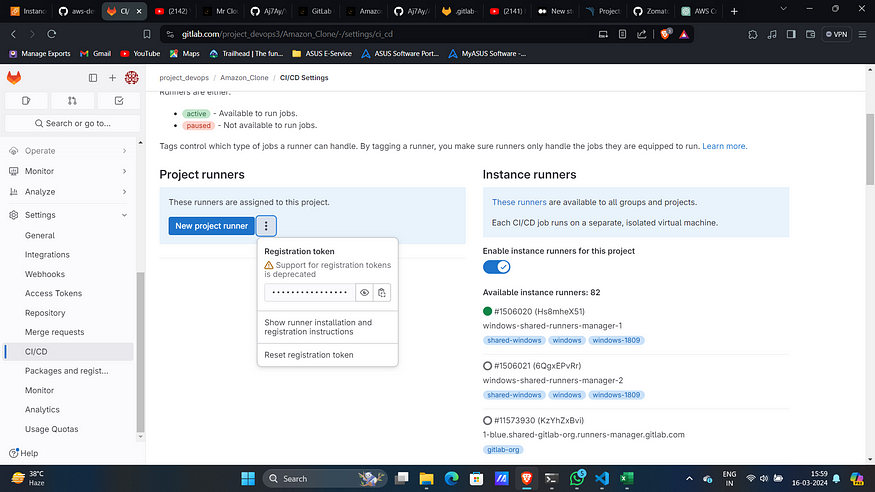 Instanc
aws-de
CI/
(2142)
Mr Clo
Aj7Ay/
GitLab
Amazo
Aj7Ay/
.gitlab-
(2141)
New st
Project
Zomato
AWS C
gitlab.com/project_devops3/Amazon_Clone/-/settings/ci_cd
VPN
Manage Exports
Gmail
YouTube
Maps
Trailhead | The fun...
ASUS E-Service
ASUS Software Port...
MyASUS Software -...
project_devops / Amazon_Clone / CI/CD Settings
Search or go to...
Operate
Monitor
Analyze
Settings
General
Integrations
Webhooks
Access Tokens
Repository
Merge requests
CI/CD
Packages and regist...
Monitor
Analytics
Usage Quotas
Help
Runners are either:
active - Available to run jobs.
paused - Not available to run jobs.
Tags control which type of jobs a runner can handle. By tagging a runner, you make sure runners only handle the jobs they are equipped to run. Learn more.
Project runners
These runners are assigned to this project.
New project runner
Registration token
Support for registration tokens
is deprecated
Show runner installation and
registration instructions
Reset registration token
Instance runners
These runners are available to all groups and projects.
Each CI/CD job runs on a separate, isolated virtual machine.
Enable instance runners for this project
Available instance runners: 82
#1506020 (Hs8mheX51)
windows-shared-runners-manager-1
shared-windows windows windows-1809
#1506021 (6QgxEPvRr)
windows-shared-runners-manager-2
shared-windows windows windows-1809
#11573930 (KzYhZxBvi)
1-blue.shared-gitlab-org.runners-manager.gitlab.com
gitlab-org
38°C
Haze
Search
ENG
IN
15:59
16-03-2024